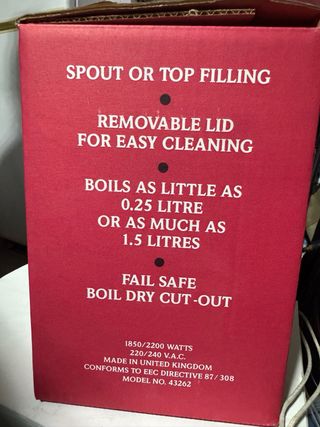 SPOUT OR TOP FILLING
REMOVABLE LID
FOR EASY CLEANING
BOILS AS LITTLE AS
0.25 LITRE
OR AS MUCH AS
1.5 LITRES
FAIL SAFE
BOIL DRY CUT-OUT
1850/2200 WATTS
220/240 V.A.C.
MADE IN UNITED KINGDOM
CONFORMS TO EEC DIRECTIVE 87/308
MODEL NO. 43262